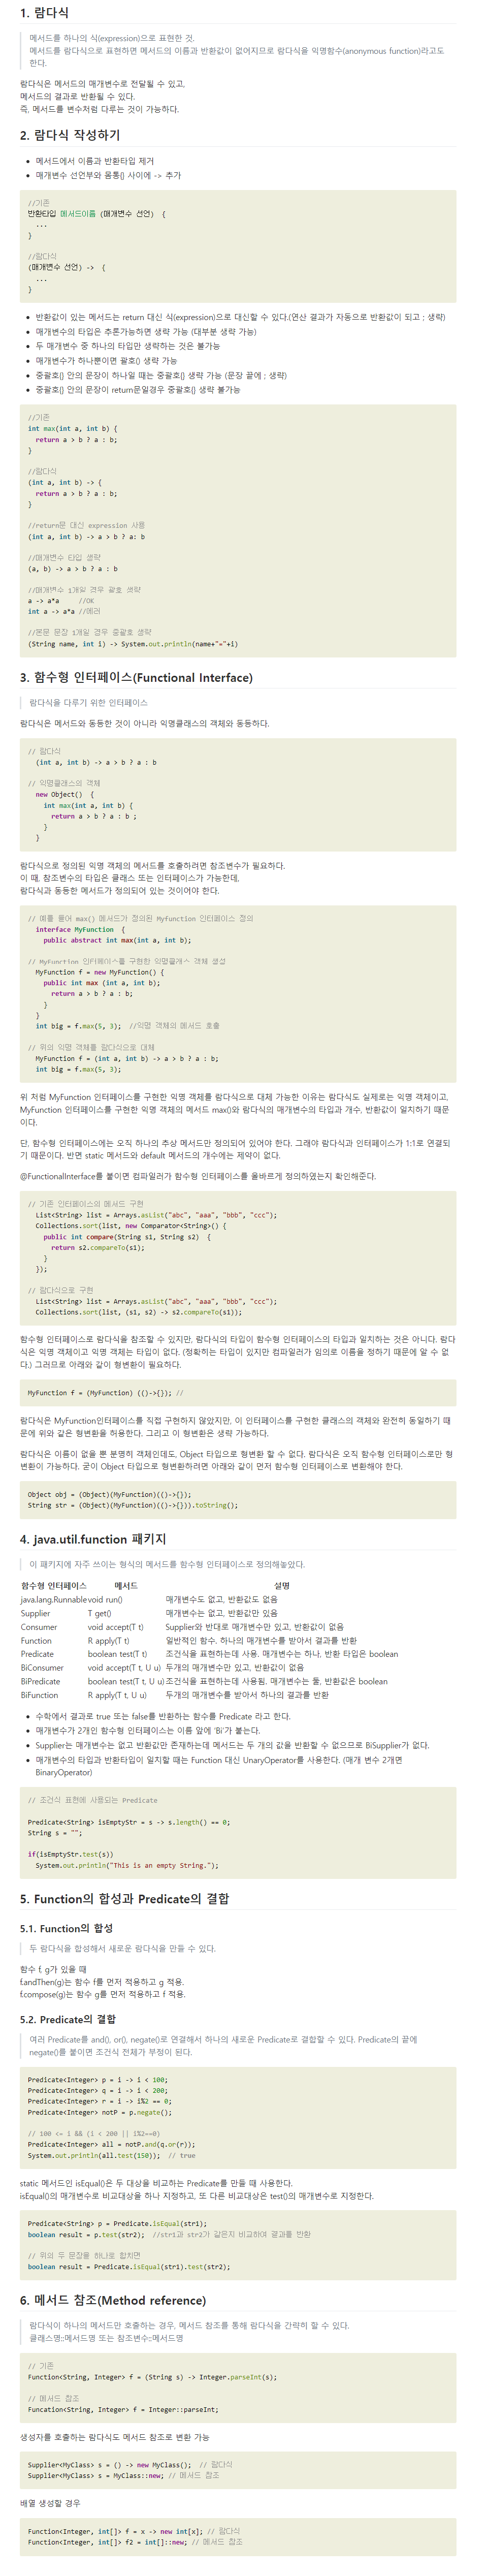 1. 람다식
메서드를 하나의 식(expression)으로 표현한 것.
메서드를 람다식으로 표현하면 메서드의 이름과 반환값이 없어지므로 람다식을 익명함수(anonymous function)라고도
한다.
람다식은 메서드의 매개변수로 전달될 수 있고,
메서드의 결과로 반환될 수 있다.
즉, 메서드를 변수처럼 다루는 것이 가능하다.
2. 람다식 작성하기
• 메서드에서 이름과 반환타입 제거
• 매개변수 선언부와 몸통{} 사이에 -> 추가
//기존
반환타입 메서드이름 (매개변수 선언) {
...
}
//람다식
(매개변수 선언) -> {
...
}
• 반환값이 있는 메서드는 return 대신 식(expression)으로 대신할 수 있다.(연산 결과가 자동으로 반환값이 되고 ; 생략)
• 매개변수의 타입은 추론가능하면 생략 가능 (대부분 생략 가능)
• 두 매개변수 중 하나의 타입만 생략하는 것은 불가능
• 매개변수가 하나뿐이면 괄호() 생략 가능
• 중괄호{} 안의 문장이 하나일 때는 중괄호{} 생략 가능 (문장 끝에 ; 생략)
• 중괄호{} 안의 문장이 return문일경우 중괄호{} 생략 불가능
//기존
int max(int a, int b) {
return a > b ? a : b;
}
//람다식
(int a, int b) -> {
return a > b ? a : b;
}
//return문 대신 expression 사용
(int a, int b) -> a > b ? a: b
//매개변수 타입 생략
(a, b) -> a > b ? a : b
//매개변수 1개일 경우 괄호 생략
a -> a*a //OK
int a -> a*a //에러
//본문 문장 1개일 경우 중괄호 생략
(String name, int i) -> System.out.println(name+"="+i)
3. 함수형 인터페이스(Functional Interface)
람다식을 다루기 위한 인터페이스
람다식은 메서드와 동등한 것이 아니라 익명클래스의 객체와 동등하다.
// 람다식
(int a, int b) -> a > b ? a : b
// 익명클래스의 객체
new Object() {
int max(int a, int b) {
return a > b ? a : b ;
}
}
람다식으로 정의된 익명 객체의 메서드를 호출하려면 참조변수가 필요하다.
이 때, 참조변수의 타입은 클래스 또는 인터페이스가 가능한데,
람다식과 동등한 메서드가 정의되어 있는 것이어야 한다.
// 예를 들어 max() 메서드가 정의된 Myfunction 인터페이스 정의
interface MyFunction {
public abstract int max(int a, int b);
// MyFunction 인터페이스를 구현한 익명클래스 객체 생성
MyFunction f = new MyFunction() {
public int max (int a, int b);
return a > b ? a : b;
}
}
int big = f.max(5, 3); //익명 객체의 메서드 호출
// 위의 익명 객체를 람다식으로 대체
MyFunction f = (int a, int b) -> a > b ? a : b;
int big = f.max(5, 3);
위 처럼 MyFunction 인터페이스를 구현한 익명 객체를 람다식으로 대체 가능한 이유는 람다식도 실제로는 익명 객체이고,
MyFunction 인터페이스를 구현한 익명 객체의 메서드 max()와 람다식의 매개변수의 타입과 개수, 반환값이 일치하기 때문
이다.
단, 함수형 인터페이스에는 오직 하나의 추상 메서드만 정의되어 있어야 한다. 그래야 람다식과 인터페이스가 1:1로 연결되
기 때문이다. 반면 static 메서드와 default 메서드의 개수에는 제약이 없다.
@FunctionalInterface를 붙이면 컴파일러가 함수형 인터페이스를 올바르게 정의하였는지 확인해준다.
// 기존 인터페이스의 메서드 구현
List<String> list = Arrays.asList("abc", "aaa", "bbb", "ccc");
Collections.sort(list, new Comparator<String>() {
public int compare(String s1, String s2) {
return s2.compareTo(s1);
}
});
// 람다식으로 구현
List<String> list = Arrays.asList("abc", "aaa", "bbb", "ccc");
Collections.sort(list, (s1, s2) -> s2.compareTo(s1));
함수형 인터페이스로 람다식을 참조할 수 있지만, 람다식의 타입이 함수형 인터페이스의 타입과 일치하는 것은 아니다. 람다
식은 익명 객체이고 익명 객체는 타입이 없다. (정확히는 타입이 있지만 컴파일러가 임의로 이름을 정하기 때문에 알 수 없
다.) 그러므로 아래와 같이 형변환이 필요하다.
MyFunction f = (MyFunction) (()->{}); //
람다식은 MyFunction인터페이스를 직접 구현하지 않았지만, 이 인터페이스를 구현한 클래스의 객체와 완전히 동일하기 때
문에 위와 같은 형변환을 허용한다. 그리고 이 형변환은 생략 가능하다.
람다식은 이름이 없을 뿐 분명히 객체인데도, Object 타입으로 형변환 할 수 없다. 람다식은 오직 함수형 인터페이스로만 형
변환이 가능하다. 굳이 Object 타입으로 형변환하려면 아래와 같이 먼저 함수형 인터페이스로 변환해야 한다.
Object obj = (Object)(MyFunction)(()->{});
String str = (Object)(MyFunction)(()->{})).toString();
4. java.util.function 패키지
이 패키지에 자주 쓰이는 형식의 메서드를 함수형 인터페이스로 정의해놓았다.
함수형 인터페이스 메서드 설명
java.lang.Runnable void run() 매개변수도 없고, 반환값도 없음
Supplier T get() 매개변수는 없고, 반환값만 있음
Consumer void accept(T t) Supplier와 반대로 매개변수만 있고, 반환값이 없음
Function R apply(T t) 일반적인 함수. 하나의 매개변수를 받아서 결과를 반환
Predicate boolean test(T t) 조건식을 표현하는데 사용. 매개변수는 하나, 반환 타입은 boolean
BiConsumer void accept(T t, U u) 두개의 매개변수만 있고, 반환값이 없음
BiPredicate boolean test(T t, U u) 조건식을 표현하는데 사용됨. 매개변수는 둘, 반환값은 boolean
BiFunction R apply(T t, U u) 두개의 매개변수를 받아서 하나의 결과를 반환
• 수학에서 결과로 true 또는 false를 반환하는 함수를 Predicate 라고 한다.
• 매개변수가 2개인 함수형 인터페이스는 이름 앞에 'Bi'가 붙는다.
• Supplier는 매개변수는 없고 반환값만 존재하는데 메서드는 두 개의 값을 반환할 수 없으므로 BiSupplier가 없다.
• 매개변수의 타입과 반환타입이 일치할 때는 Function 대신 UnaryOperator를 사용한다. (매개 변수 2개면
BinaryOperator)
// 조건식 표현에 사용되는 Predicate
Predicate<String> isEmptyStr = s -> s.length() == 0;
String s = "";
if(isEmptyStr.test(s))
System.out.println("This is an empty String.");
5. Function의 합성과 Predicate의 결합
5.1. Function의 합성
두 람다식을 합성해서 새로운 람다식을 만들 수 있다.
함수 f, g가 있을 때
f.andThen(g)는 함수 f를 먼저 적용하고 g 적용.
f.compose(g)는 함수 g를 먼저 적용하고 f 적용.
5.2. Predicate의 결합
여러 Predicate를 and(), or(), negate()로 연결해서 하나의 새로운 Predicate로 결합할 수 있다. Predicate의 끝에
negate()를 붙이면 조건식 전체가 부정이 된다.
Predicate<Integer> p = i -> i < 100;
Predicate<Integer> q = i -> i < 200;
Predicate<Integer> r = i -> i%2 == 0;
Predicate<Integer> notP = p.negate();
// 100 <= i && (i < 200 || i%2==0)
Predicate<Integer> all = notP.and(q.or(r));
System.out.println(all.test(150)); // true
static 메서드인 isEqual()은 두 대상을 비교하는 Predicate를 만들 때 사용한다.
isEqual()의 매개변수로 비교대상을 하나 지정하고, 또 다른 비교대상은 test()의 매개변수로 지정한다.
Predicate<String> p = Predicate.isEqual(str1);
boolean result = p.test(str2); //str1과 str2가 같은지 비교하여 결과를 반환
// 위의 두 문장을 하나로 합치면
boolean result = Predicate.isEqual(str1).test(str2);
6. 메서드 참조(Method reference)
람다식이 하나의 메서드만 호출하는 경우, 메서드 참조를 통해 람다식을 간략히 할 수 있다.
클래스명::메서드명 또는 참조변수::메서드명
// 기존
Function<String, Integer> f = (String s) -> Integer.parseInt(s);
// 메서드 참조
Funcation<String, Integer> f = Integer::parseInt;
생성자를 호출하는 람다식도 메서드 참조로 변환 가능
Supplier<MyClass> s = () -> new MyClass(); // 람다식
Supplier<MyClass> s = MyClass::new; // 메서드 참조
배열 생성할 경우
Function<Integer, int[]> f = x -> new int[x]; // 람다식
Function<Integer, int[]> f2 = int[]::new; // 메서드 참조